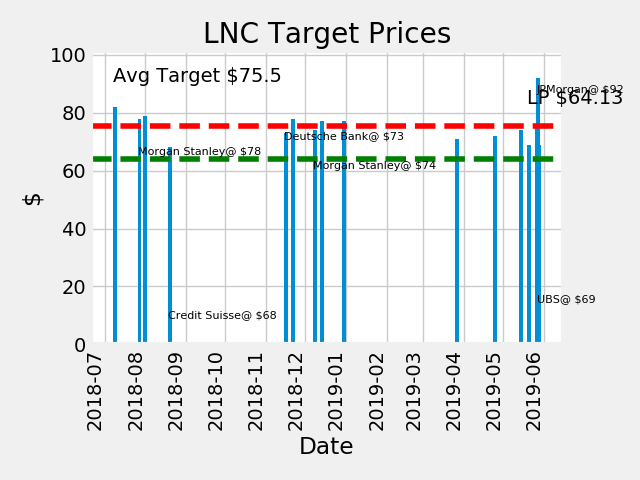 LNC Target Prices
100
Avg Target $75.5
JPMorgan@ $92
LP $64.13
80
Deutsche Bank@ $73
Morgan Stanley@ $78
Morgan Stanley@ $74
60
$
40
20
UBS@ $69
Credit Suisse@ $68
0
2018-07
2018-08
2018-09
2018-10
2018-11
2018-12
2019-01
2019-02
2019-03
2019-04
2019-05
2019-06
Date